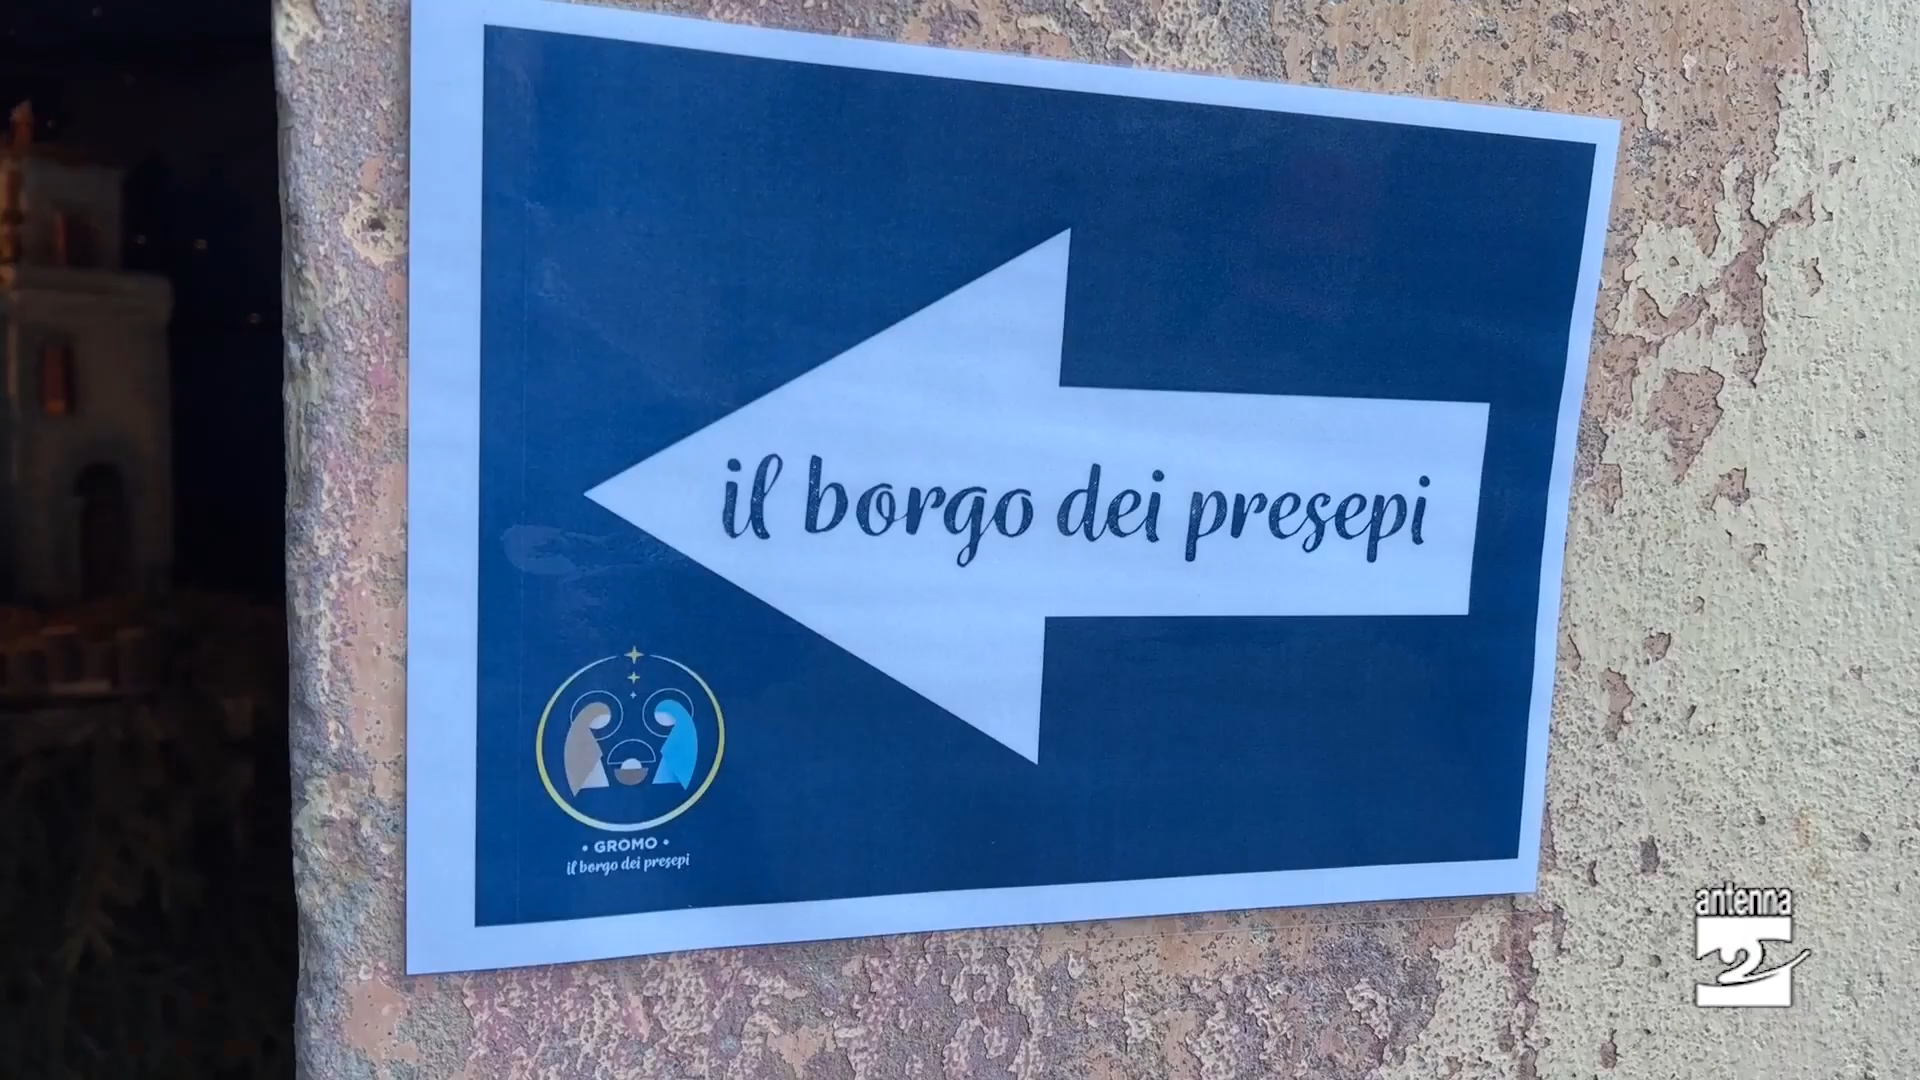 il borgo dei presepi
• GROMO •
il borgo dei presepi
antenna
2